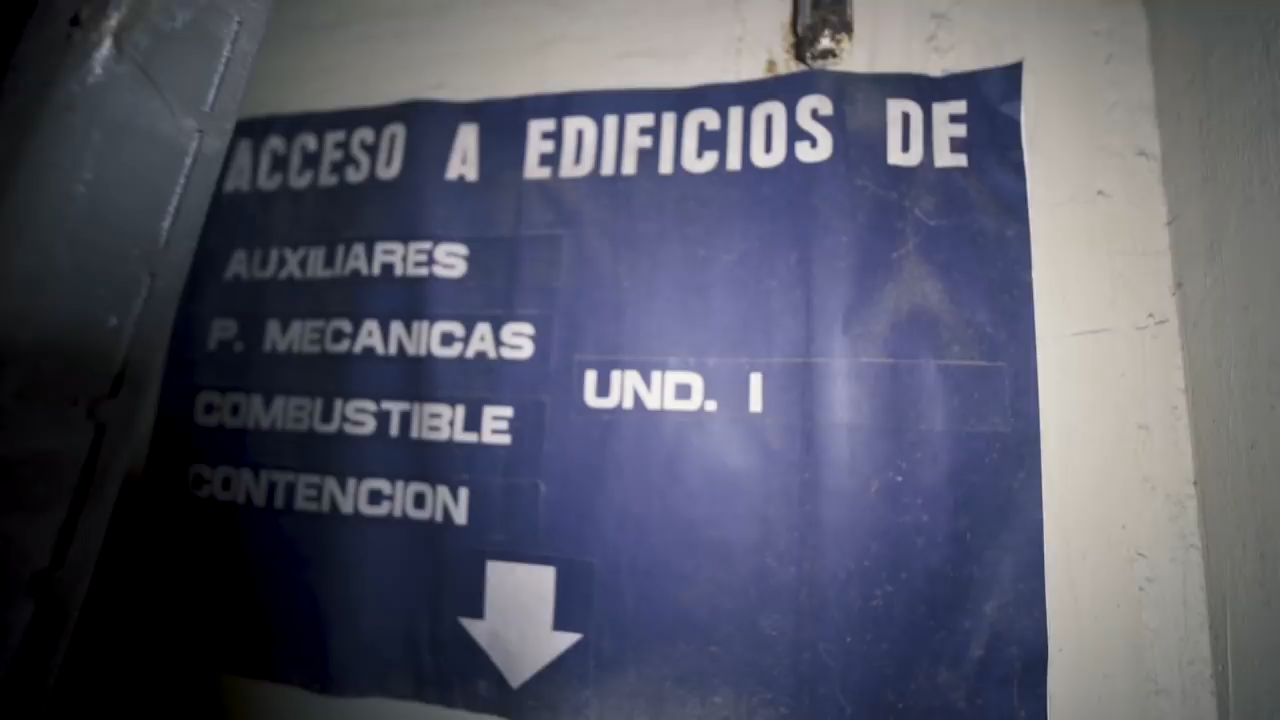 ACCESO A EDIFICIOS DE
AUXILIARES
P. MECANICAS
UND. I
COMBUSTIBLE
CONTENCION